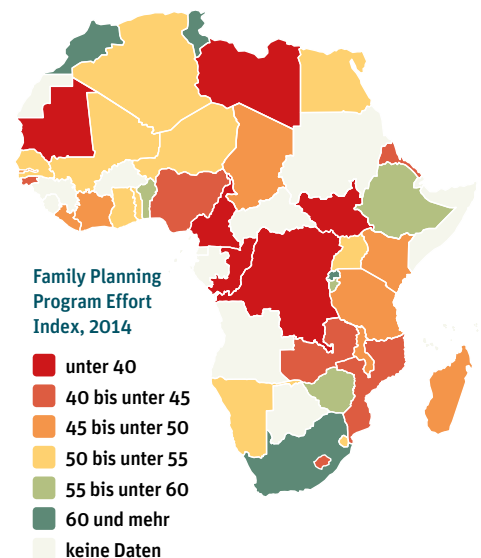 Family Planning
Program Effort
Index, 2014
unter 40
40 bis unter 45
45 bis unter 50
50 bis unter 55
55 bis unter 60
60 und mehr
keine Daten